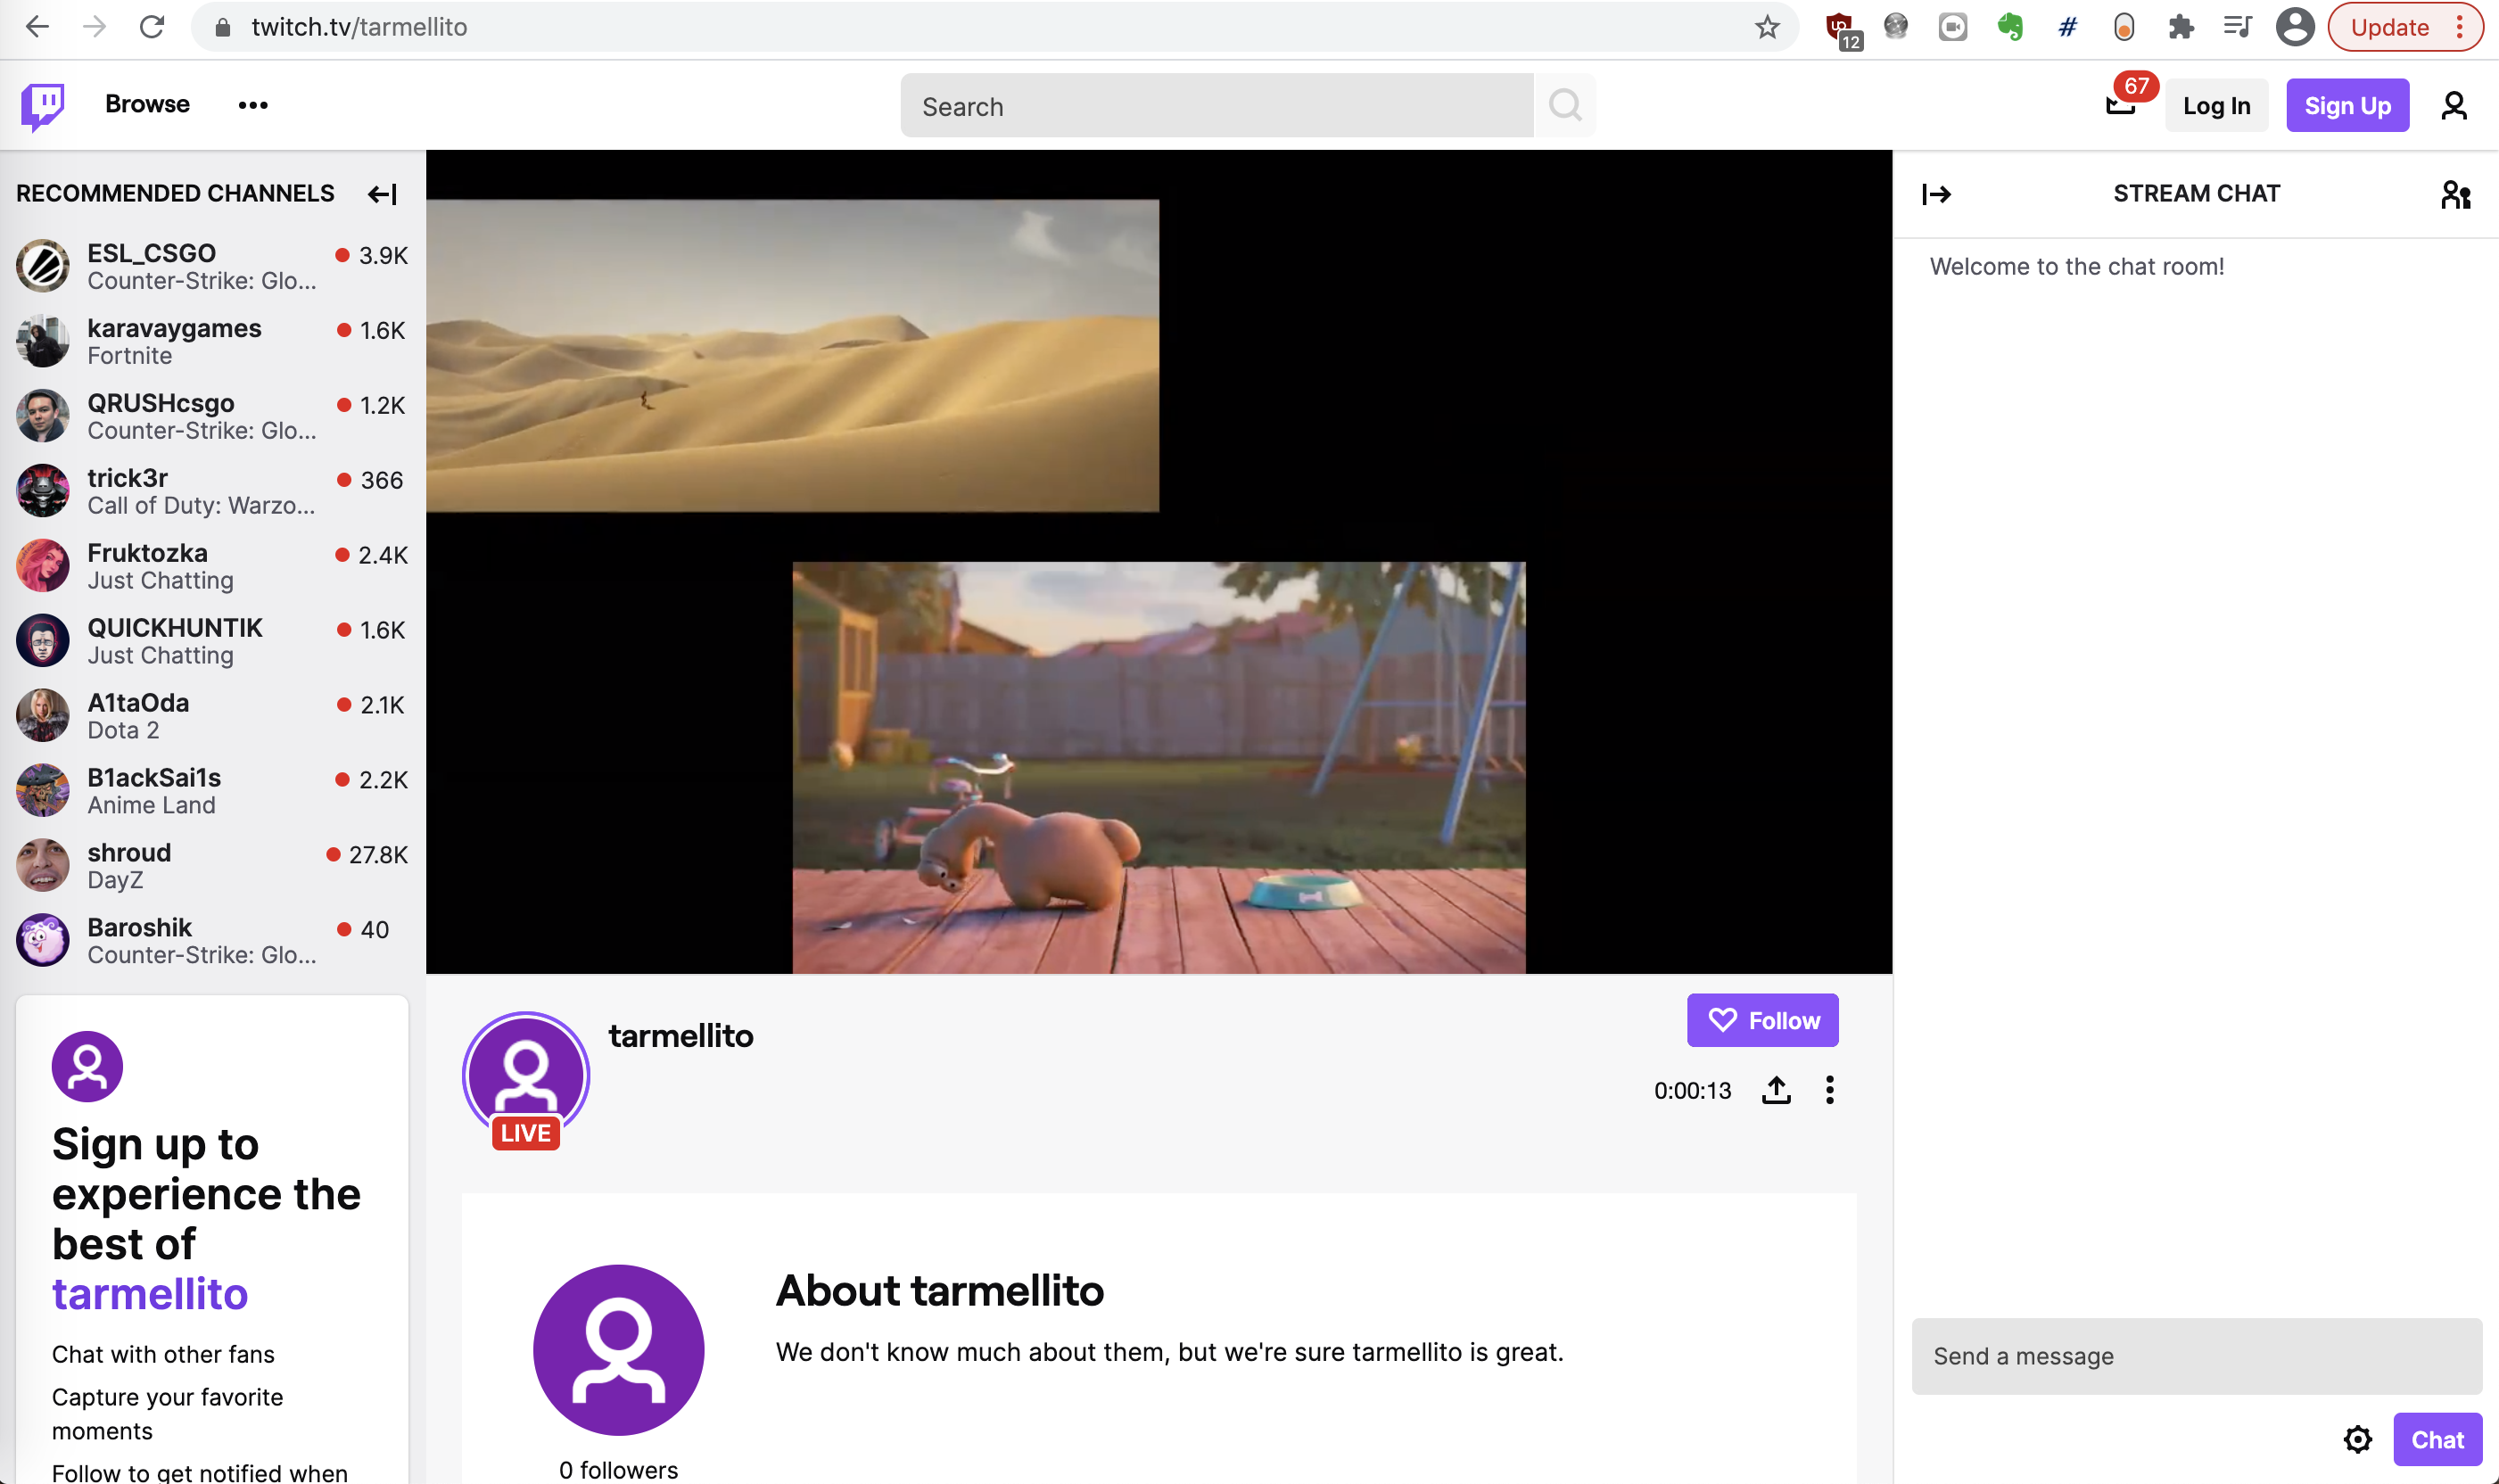 twitch.tv/tarmellito
12
#
Update
Browse
Search
67
Log In
Sign Up
RECOMMENDED CHANNELS
ESL_CSGO
3.9K
Counter-Strike: Glo...
karavaygames
1.6K
Fortnite
QRUSHcsgo
1.2K
Counter-Strike: Glo...
trick3r
366
Call of Duty: Warzo...
Fruktozka
2.4K
Just Chatting
QUICKHUNTIK
1.6K
Just Chatting
A1taOda
2.1K
Dota 2
B1ackSai1s
2.2K
Anime Land
shroud
27.8K
DayZ
Baroshik
40
Counter-Strike: Glo...
Sign up to
experience the
best of
tarmellito
Chat with other fans
Capture your favorite
moments
Follow to get notified when
tarmellito
LIVE
Follow
0:00:13
About tarmellito
We don't know much about them, but we're sure tarmellito is great.
0 followers
STREAM CHAT
Welcome to the chat room!
Send a message
Chat